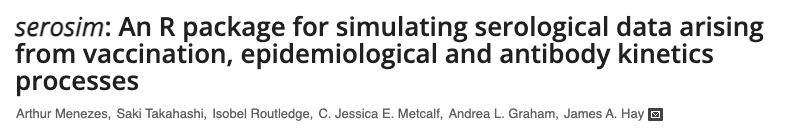 serosim: An R package for simulating serological data arising
from vaccination, epidemiological and antibody kinetics
processes
Arthur Menezes, Saki Takahashi, Isobel Routledge, C. Jessica E. Metcalf, Andrea L. Graham, James A. Hay